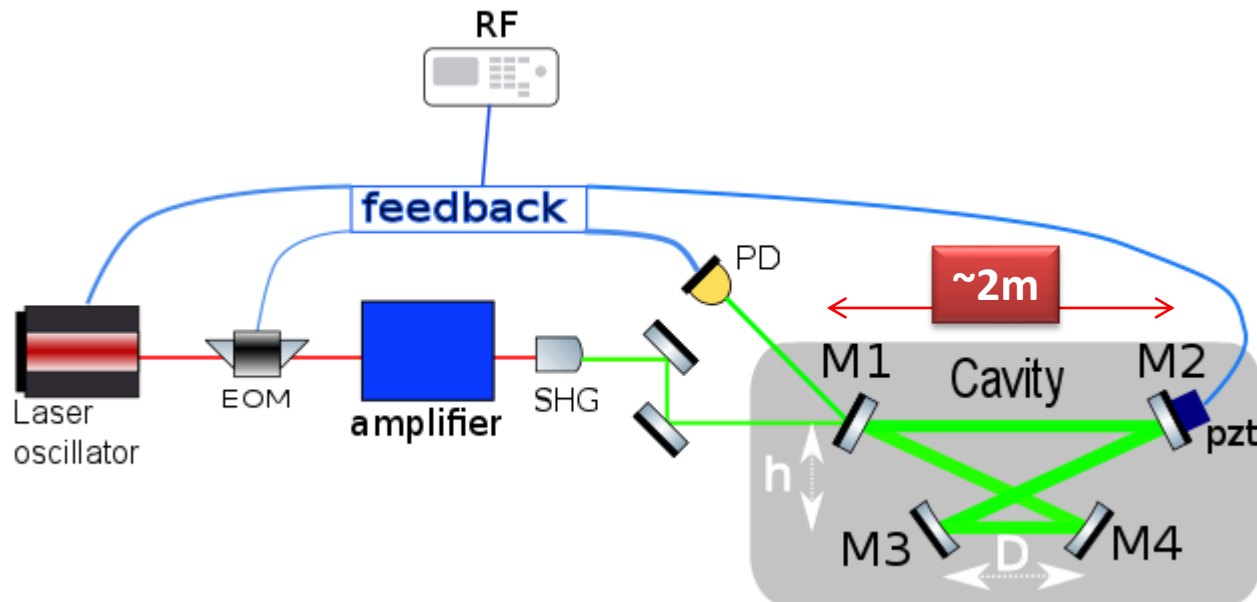 RF
feedback
PD
~2m
M1
Cavity
M2
Laser
oscillator
EOM
amplifier
SHG
pzt
h
M3
D
M4